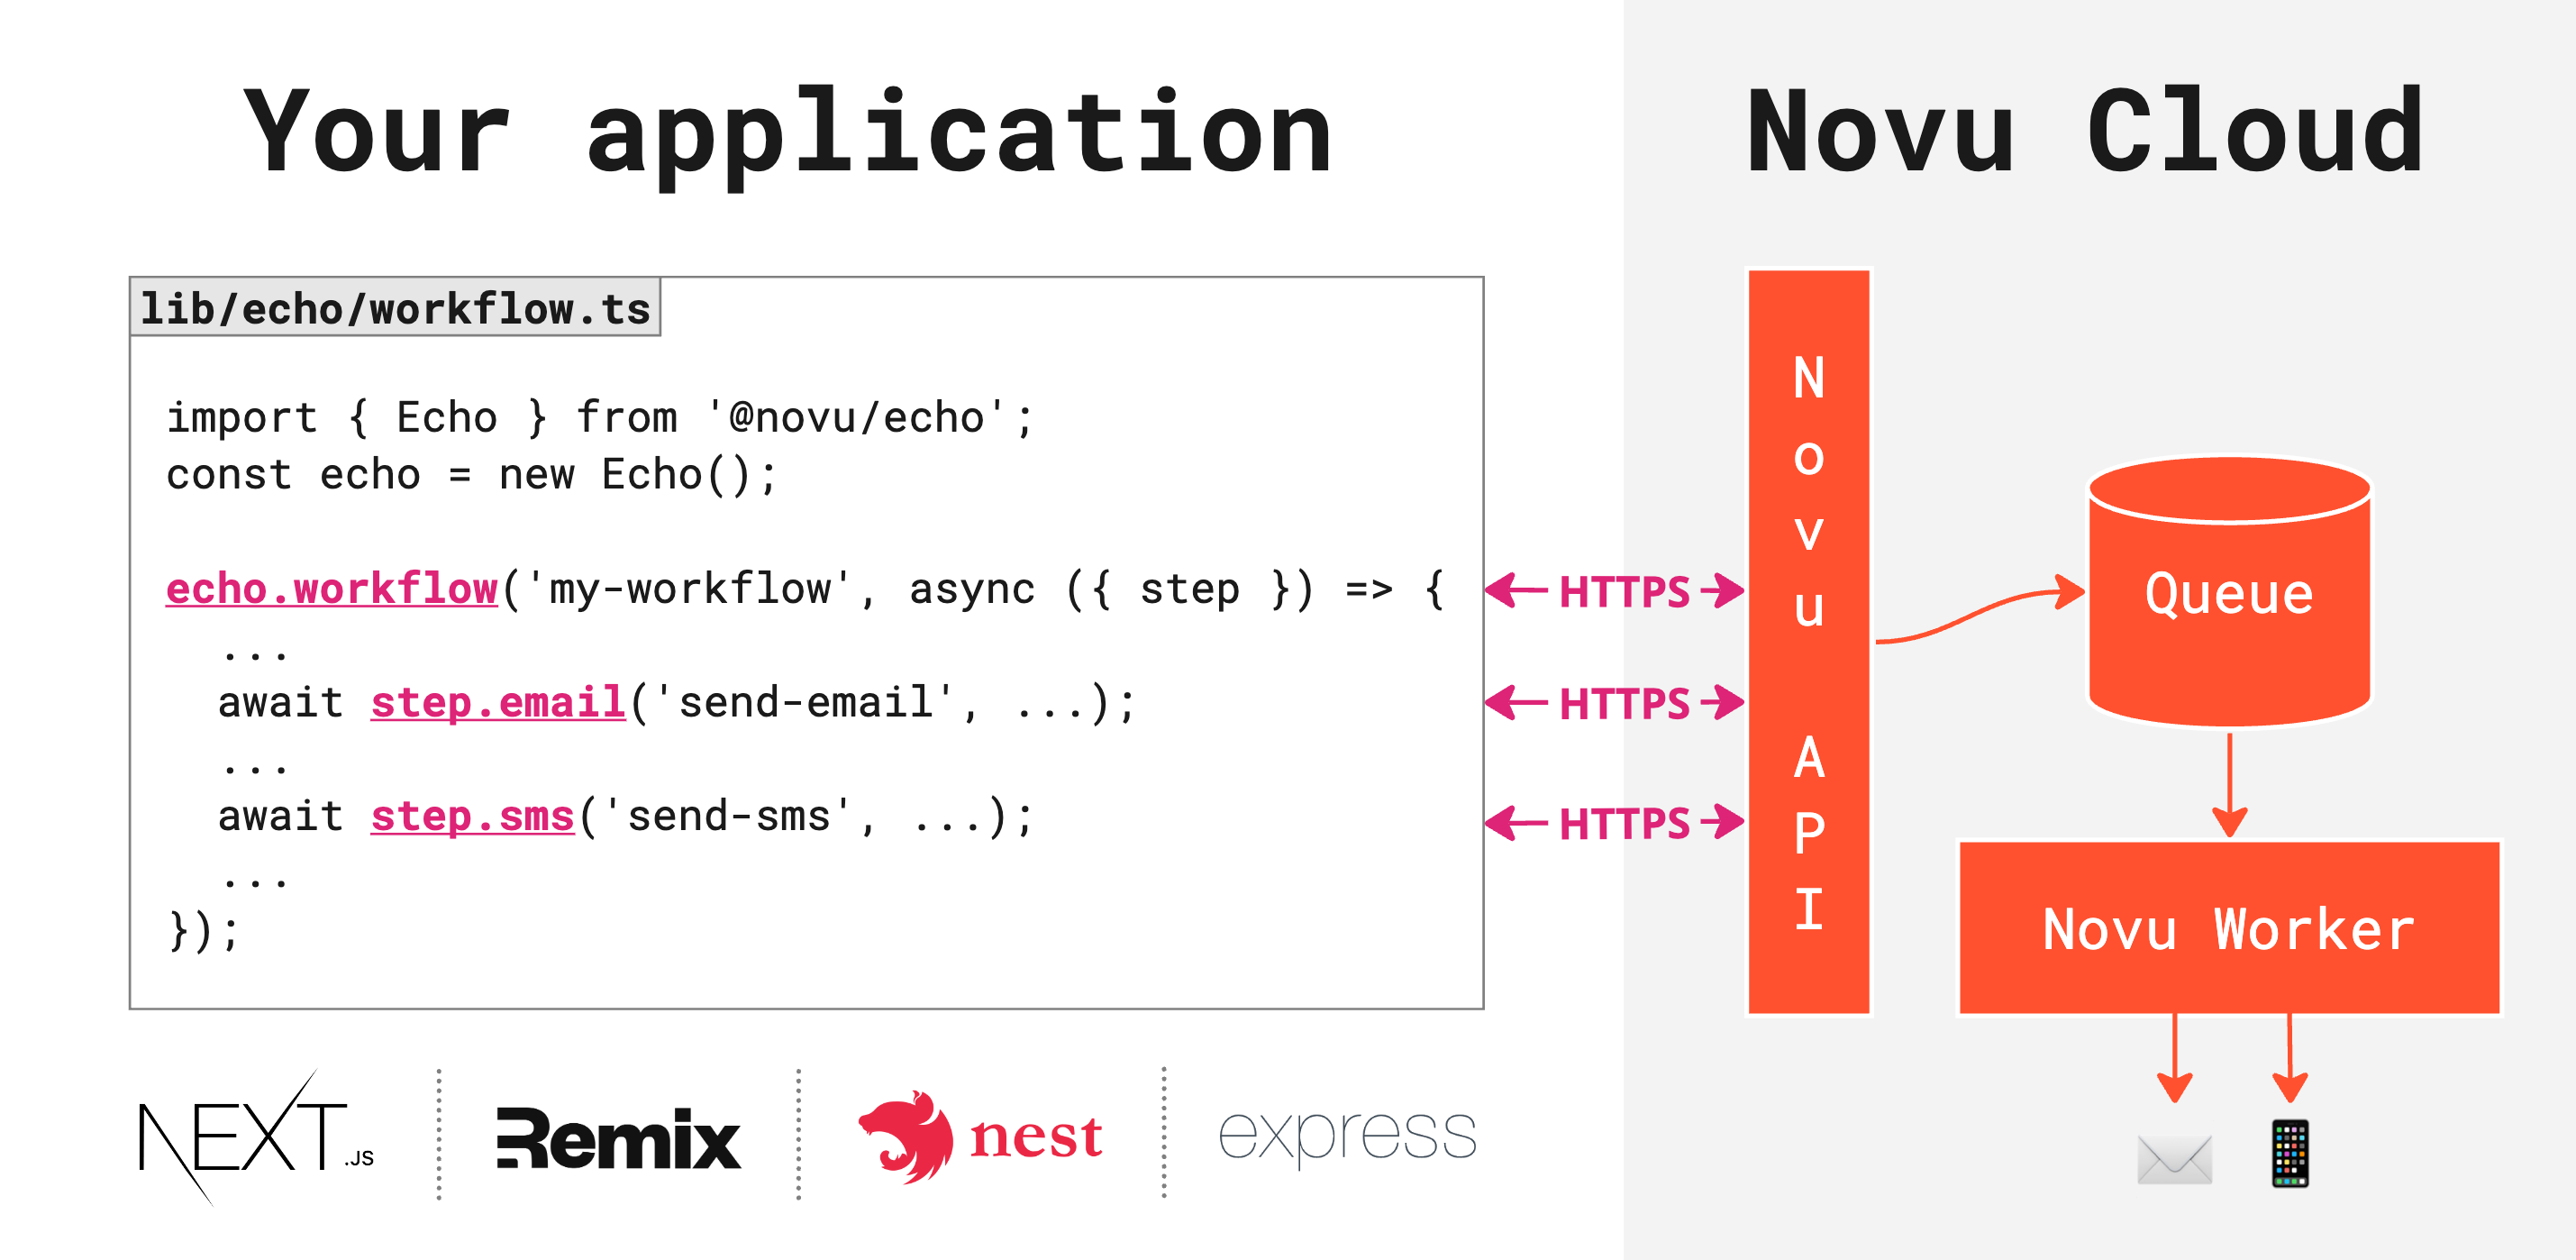 Your application
Novu Cloud
lib/echo/workflow.ts
import { Echo } from '@novu/echo';
const echo = new Echo();
echo.workflow('my-workflow', async ({ step }) => {
...
await step.email('send-email', ...);
...
await step.sms('send-sms', ...);
...
});
HTTPS
HTTPS
HTTPS
Novu API
Queue
Novu Worker
NEXT.JS
Remix
nest
express